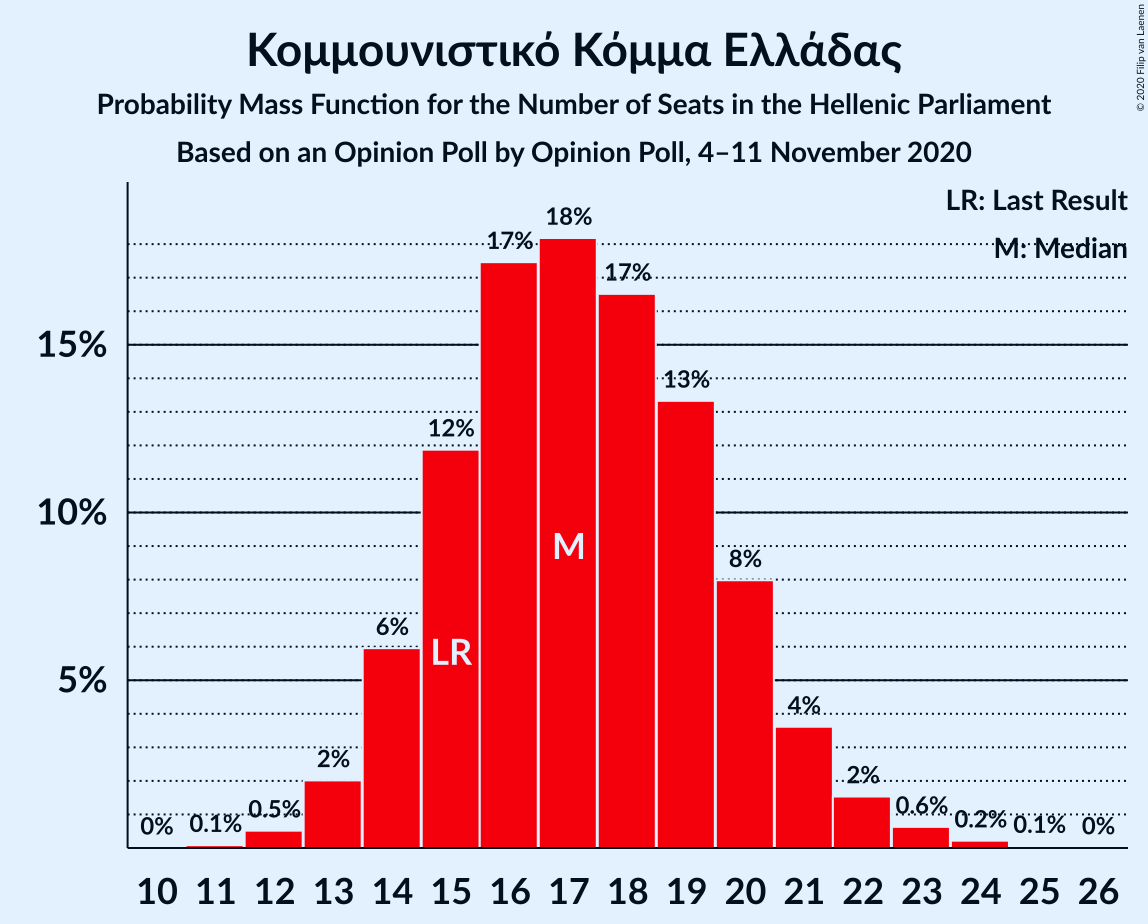 Κομμουνιστικό Κόμμα Ελλάδας
Probability Mass Function for the Number of Seats in the Hellenic Parliament
Based on an Opinion Poll by Opinion Poll, 4–11 November 2020
© 2020 Filip van Laenen
LR: Last Result
M: Median
15%
10%
5%
0%
0.1%
0.5%
2%
6%
12%
17%
18%
17%
13%
8%
4%
2%
0.6%
0.2%
0.1%
0%
LR
M
10 11 12 13 14 15 16 17 18 19 20 21 22 23 24 25 26